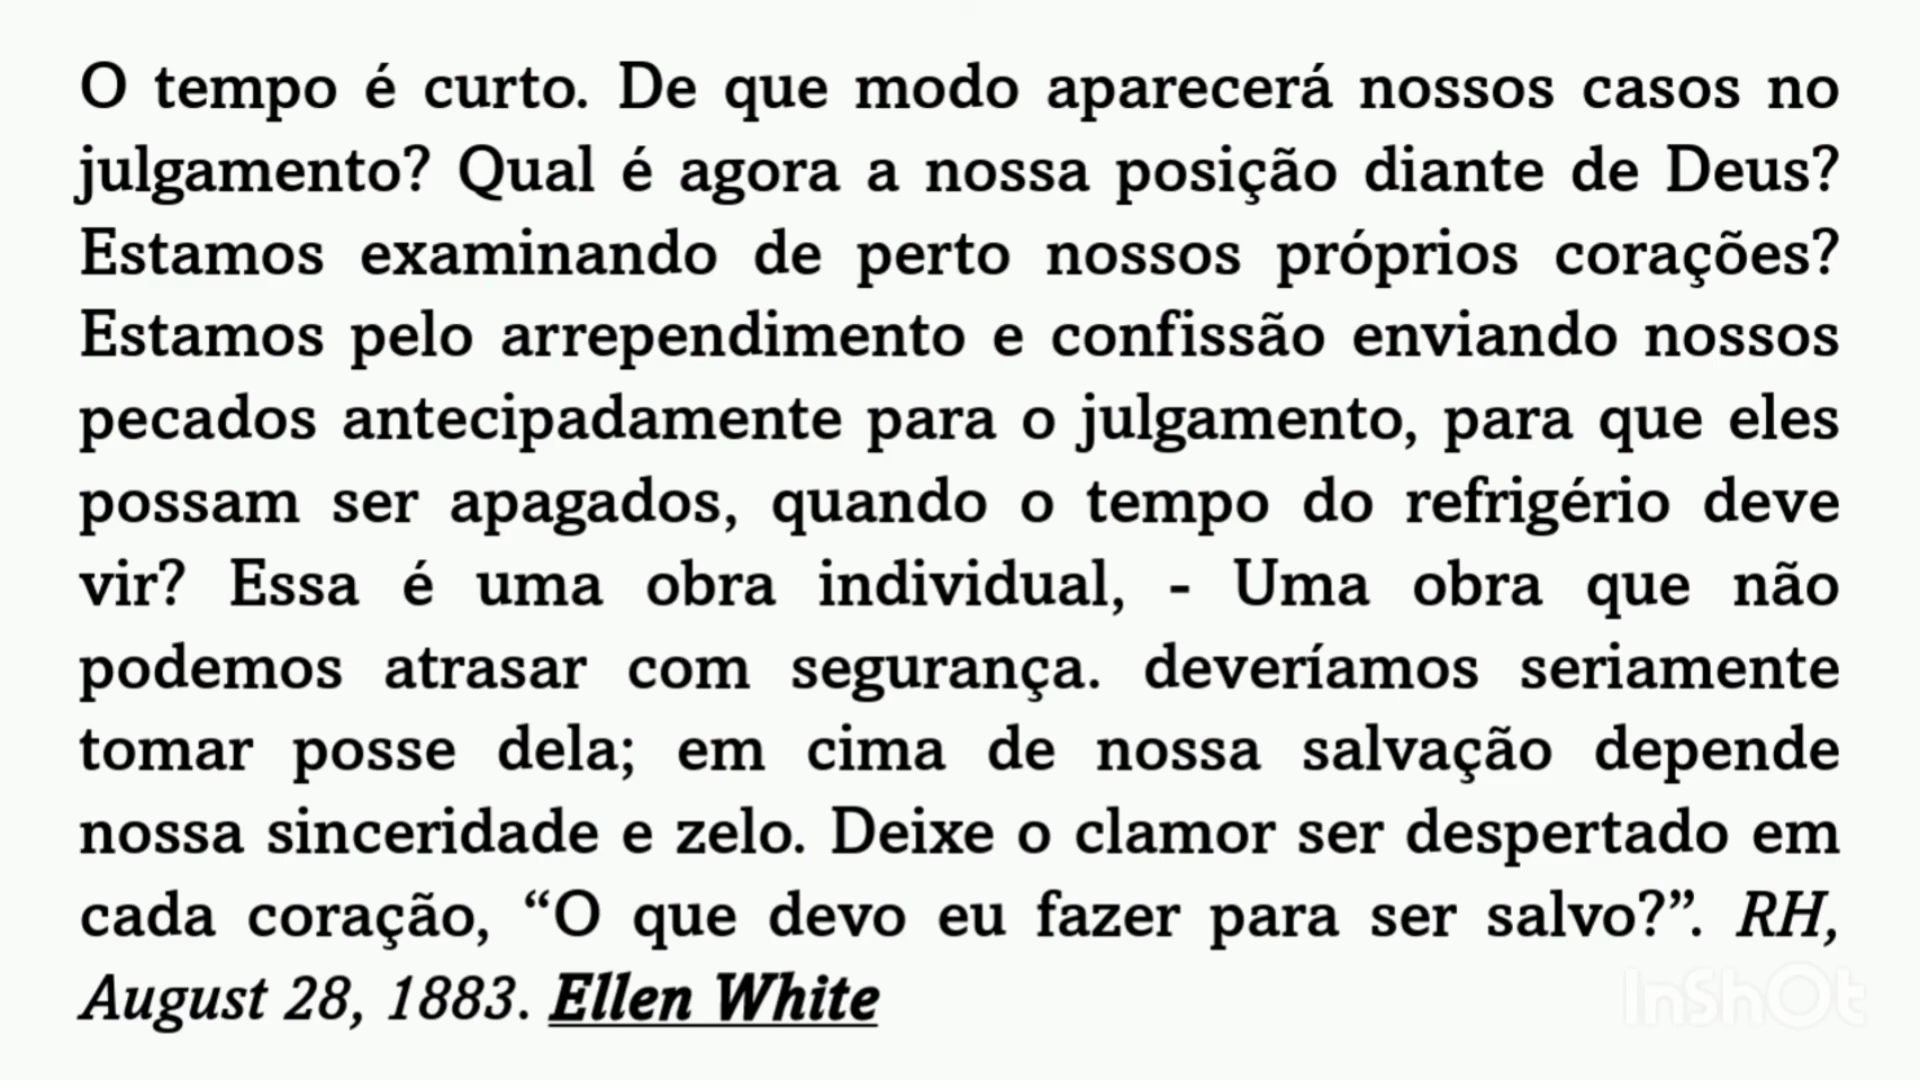 O tempo é curto. De que modo aparecerá nossos casos no
julgamento? Qual é agora a nossa posição diante de Deus?
Estamos examinando de perto nossos próprios corações?
Estamos pelo arrependimento e confissão enviando nossos
pecados antecipadamente para o julgamento, para que eles
possam ser apagados, quando o tempo do refrigério deve
vir? Essa é uma obra individual, - Uma obra que não
podemos atrasar com segurança. deveríamos seriamente
tomar posse dela; em cima de nossa salvação depende
nossa sinceridade e zelo. Deixe o clamor ser despertado em
cada coração, “O que devo eu fazer para ser salvo?”. RH,
August 28, 1883. Ellen White
InShOt